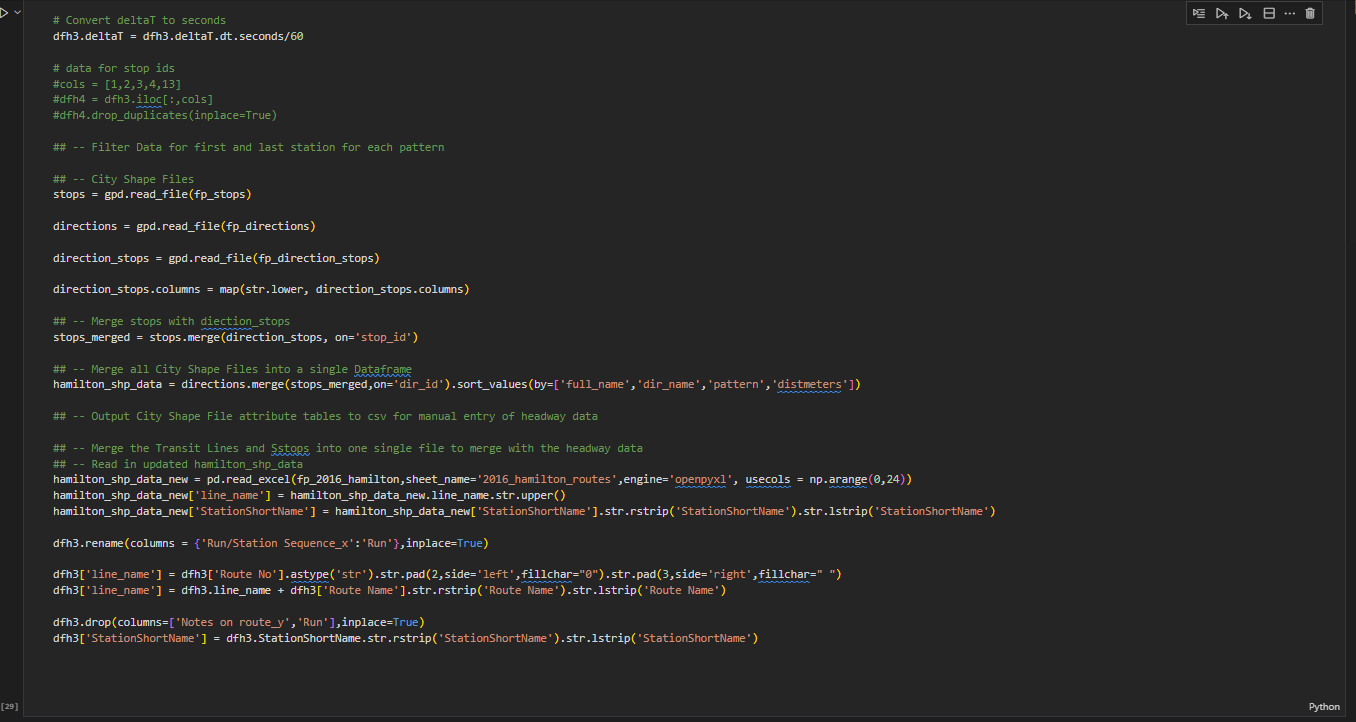 # Convert deltaT to seconds
dfh3.deltaT = dfh3.deltaT.dt.seconds/60
# data for stop ids
#cols = [1,2,3,4,13]
#dfh4 = dfh3.iloc[:,cols]
#dfh4.drop_duplicates(inplace=True)
## -- Filter Data for first and last station for each pattern
## -- City Shape Files
stops = gpd.read_file(fp_stops)
directions = gpd.read_file(fp_directions)
direction_stops = gpd.read_file(fp_direction_stops)
direction_stops.columns = map(str.lower, direction_stops.columns)
## -- Merge stops with diection_stops
stops_merged = stops.merge(direction_stops, on='stop_id')
## -- Merge all City Shape Files into a single Dataframe
hamilton_shp_data = directions.merge(stops_merged,on='dir_id').sort_values(by=['full_name','dir_name','pattern','distmeters'])
## -- Output City Shape File attribute tables to csv for manual entry of headway data
## -- Merge the Transit Lines and Sstops into one single file to merge with the headway data
## -- Read in updated hamilton_shp_data
hamilton_shp_data_new = pd.read_excel(fp_2016_hamilton,sheet_name='2016_hamilton_routes',engine='openpyxl', usecols = np.arange(0,24))
hamilton_shp_data_new['line_name'] = hamilton_shp_data_new.line_name.str.upper()
hamilton_shp_data_new['StationShortName'] = hamilton_shp_data_new['StationShortName'].str.rstrip('StationShortName').str.lstrip('StationShortName')
dfh3.rename(columns = {'Run/Station Sequence_x':'Run'},inplace=True)
dfh3['line_name'] = dfh3['Route No'].astype('str').str.pad(2,side='left',fillchar="0").str.pad(3,side='right',fillchar=" ")
dfh3['line_name'] = dfh3.line_name + dfh3['Route Name'].str.rstrip('Route Name').str.lstrip('Route Name')
dfh3.drop(columns=['Notes on route_y','Run'],inplace=True)
dfh3['StationShortName'] = dfh3.StationShortName.str.rstrip('StationShortName').str.lstrip('StationShortName')
[29]
Python